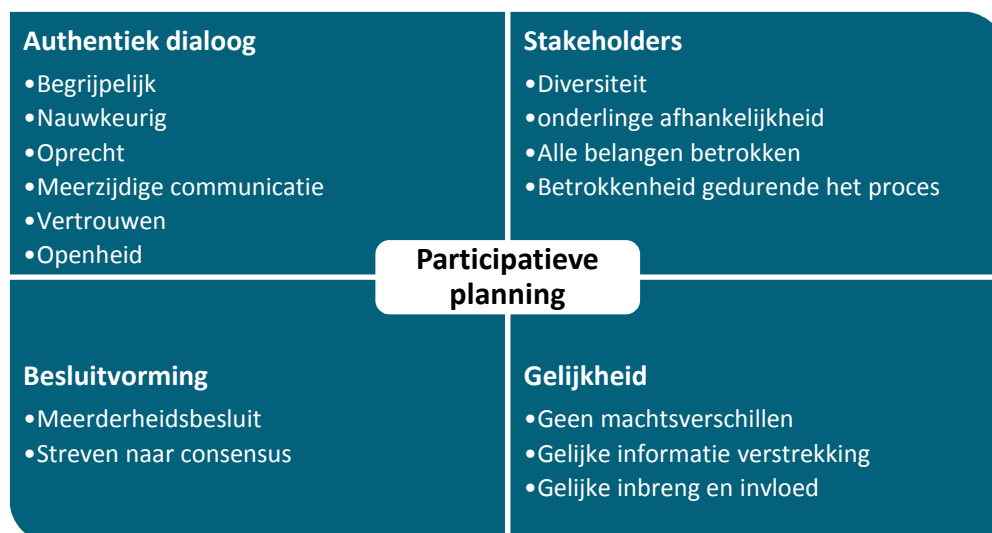 Authentiek dialoog
•Begrijpelijk
•Nauwkeurig
•Oprecht
•Meerzijdige communicatie
•Vertrouwen
•Openheid
Stakeholders
•Diversiteit
•onderlinge afhankelijkheid
•Alle belangen betrokken
•Betrokkenheid gedurende het proces
Participatieve
planning
Besluitvorming
•Meerderheidsbesluit
•Streven naar consensus
Gelijkheid
•Geen machtsverschillen
•Gelijke informatie verstrekking
•Gelijke inbreng en invloed